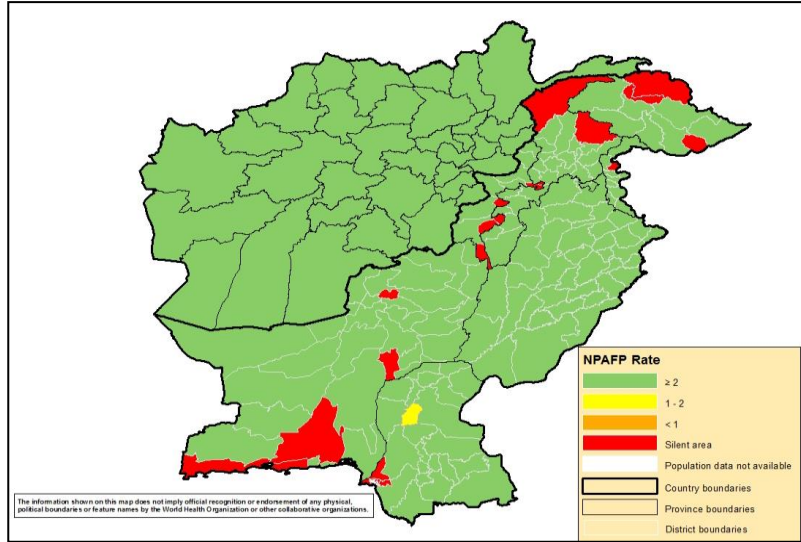 NPAFP Rate
≥ 2
1 - 2
< 1
Silent area
Population data not available
Country boundaries
Province boundaries
District boundaries
The information shown on this map does not imply official recognition or endorsement of any physical,
political boundaries or feature names by the World Health Organization or other collaborative organizations.